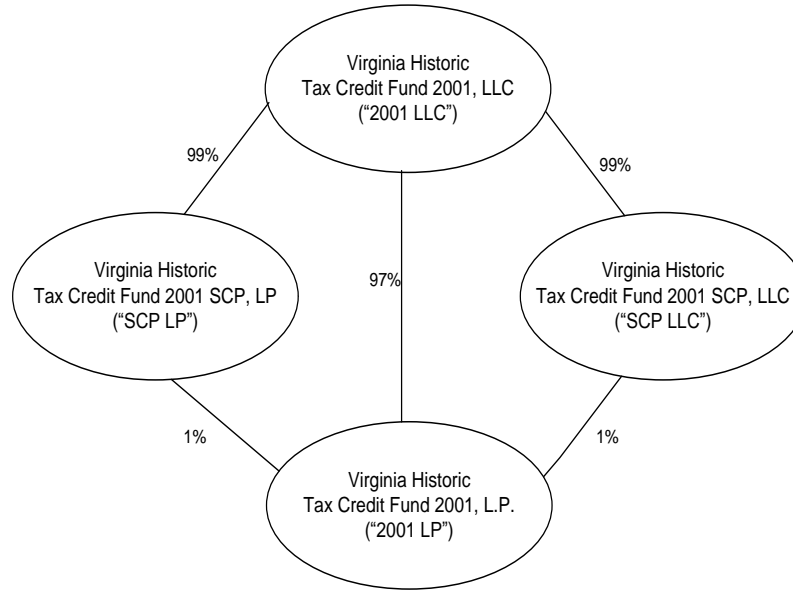 Virginia Historic
Tax Credit Fund 2001, LLC
(“2001 LLC”)
99%
99%
Virginia Historic
Tax Credit Fund 2001 SCP, LP
(“SCP LP”)
97%
Virginia Historic
Tax Credit Fund 2001 SCP, LLC
(“SCP LLC”)
1%
1%
Virginia Historic
Tax Credit Fund 2001, L.P.
(“2001 LP”)